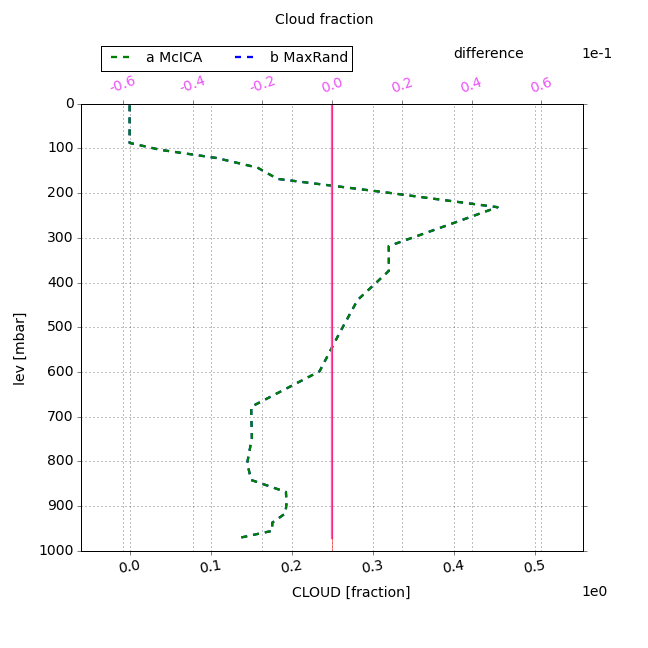 Cloud fraction
a McICA b MaxRand difference 1e-1
-0.6 -0.4 -0.2 0.0 0.2 0.4 0.6
0
100
200
300
400
500
600
700
800
900
1000
lev [mbar]
0.0 0.1 0.2 0.3 0.4 0.5
CLOUD [fraction] 1e0